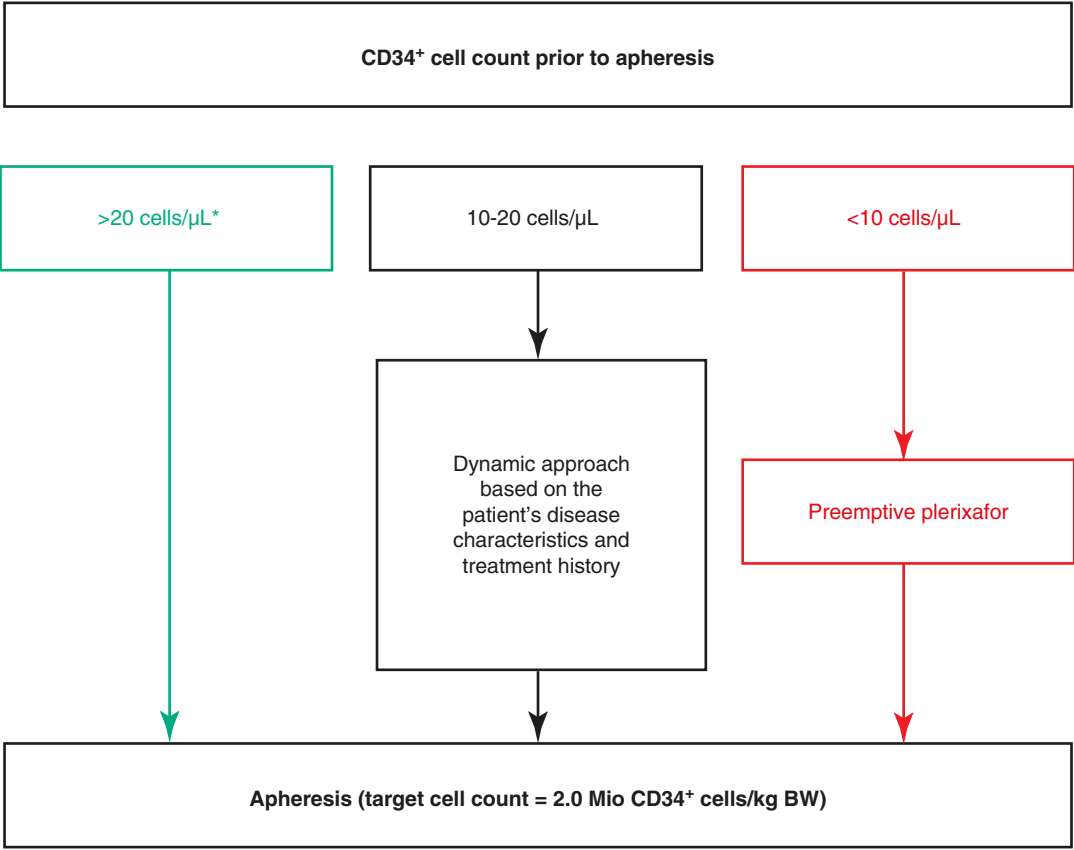 CD34⁺ cell count prior to apheresis
>20 cells/µL*
10-20 cells/µL
<10 cells/µL
Dynamic approach
based on the
patient's disease
characteristics and
treatment history
Preemptive plerixafor
Apheresis (target cell count = 2.0 Mio CD34⁺ cells/kg BW)